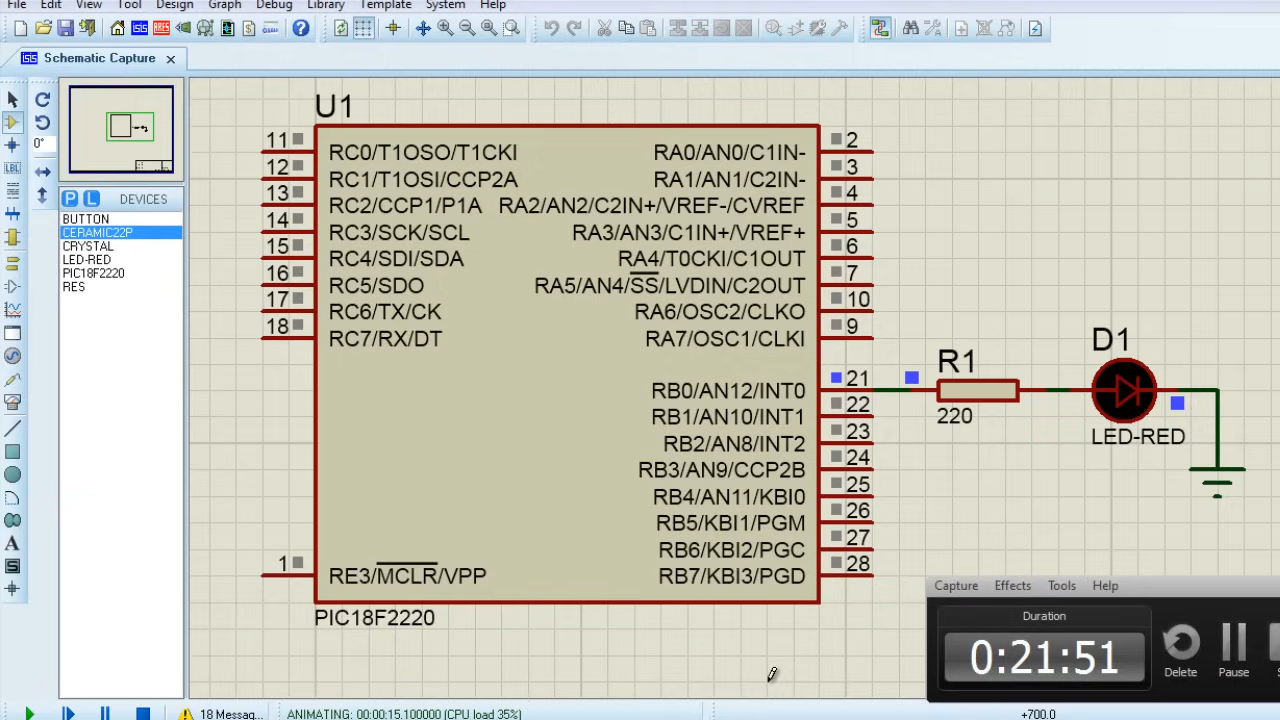 File Edit View Tool Design Graph Debug Library Template System Help
ISIS ARES
Schematic Capture
0°
LBL
P L DEVICES
BUTTON
CERAMIC22P
CRYSTAL
LED-RED
PIC18F2220
RES
A
U1
11 RC0/T1OSO/T1CKI RA0/AN0/C1IN- 2
12 RC1/T1OSI/CCP2A RA1/AN1/C2IN- 3
13 RC2/CCP1/P1A RA2/AN2/C2IN+/VREF-/CVREF 4
14 RC3/SCK/SCL RA3/AN3/C1IN+/VREF+ 5
15 RC4/SDI/SDA RA4/T0CKI/C1OUT 6
16 RC5/SDO RA5/AN4/SS/LVDIN/C2OUT 7
17 RC6/TX/CK RA6/OSC2/CLKO 10
18 RC7/RX/DT RA7/OSC1/CLKI 9
RB0/AN12/INT0 21
RB1/AN10/INT1 22
RB2/AN8/INT2 23
RB3/AN9/CCP2B 24
RB4/AN11/KBI0 25
RB5/KBI1/PGM 26
RB6/KBI2/PGC 27
1 RE3/MCLR/VPP RB7/KBI3/PGD 28
PIC18F2220
R1
220
D1
LED-RED
Capture Effects Tools Help
Duration
0:21:51
Delete Pause
18 Messag... ANIMATING: 00:00:15.100000 (CPU load 35%) +700.0